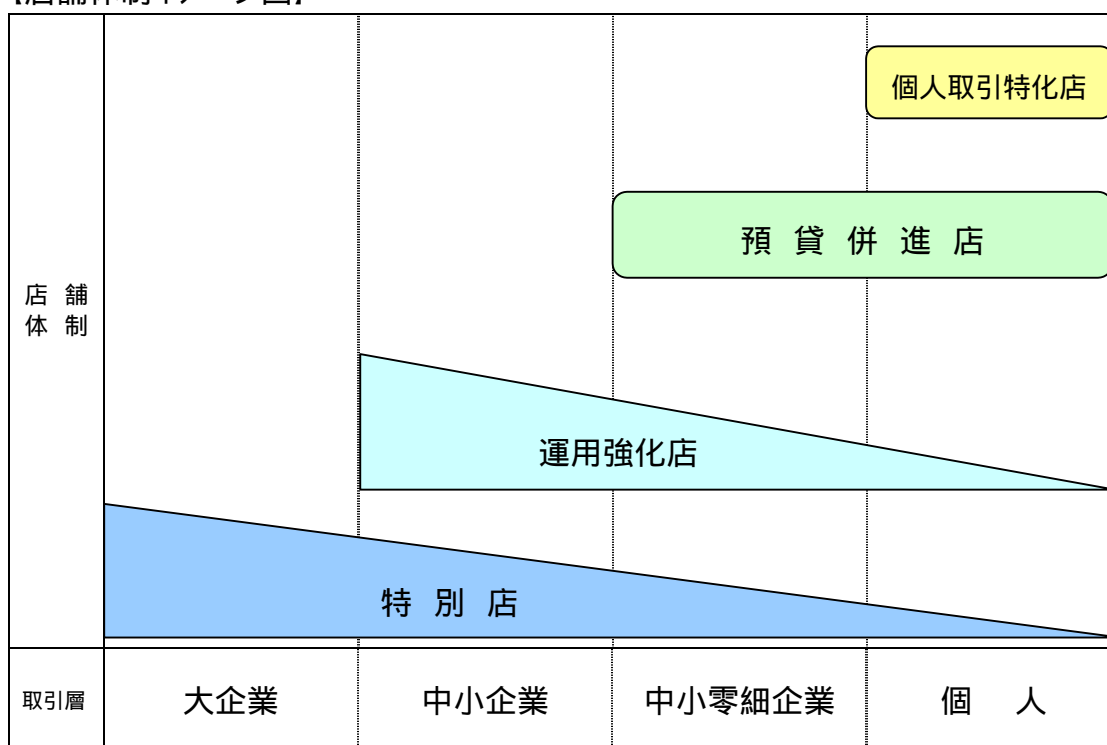 個人取引特化店
預 貸 併 進 店
店 舗
体 制
運用強化店
特 別 店
取引層
大企業
中小企業
中小零細企業
個 人